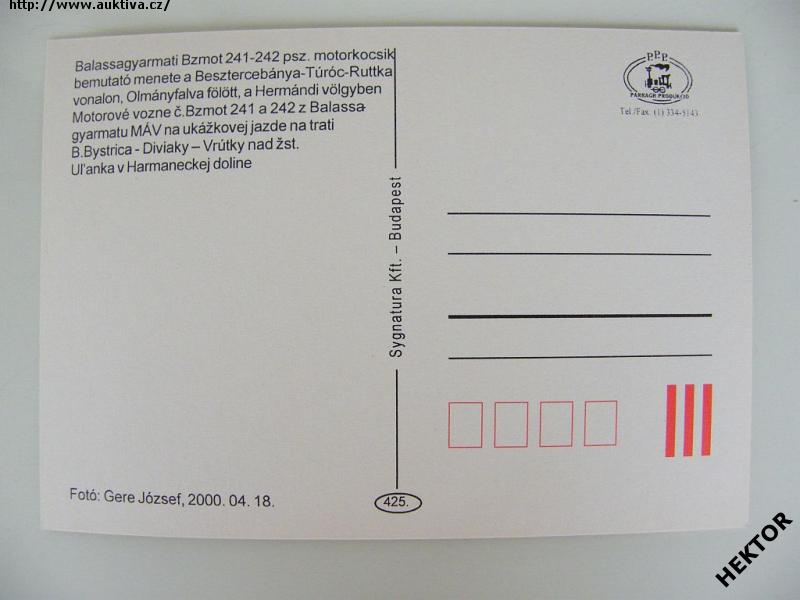 http://www.auktiva.cz/
Balassagyarmati Bzmot 241-242 psz. motorkocsik
bemutató menete a Besztercebánya-Túróc-Ruttka
vonalon, Olmányfalva fölött, a Hermándi völgyben
Motorové vozne č.Bzmot 241 a 242 z Balassa-
gyarmatu MÁV na ukážkovej jazde na trati
B.Bystrica - Diviaky – Vrútky nad žst.
Uľanka v Harmaneckej doline
Fotó: Gere József, 2000. 04. 18.
Sygnatura Kft. – Budapest
425.
P.P.P.
PARRAGH PRODUKCIÓ
Tel./Fax. (1) 334-5143
HEKTOR